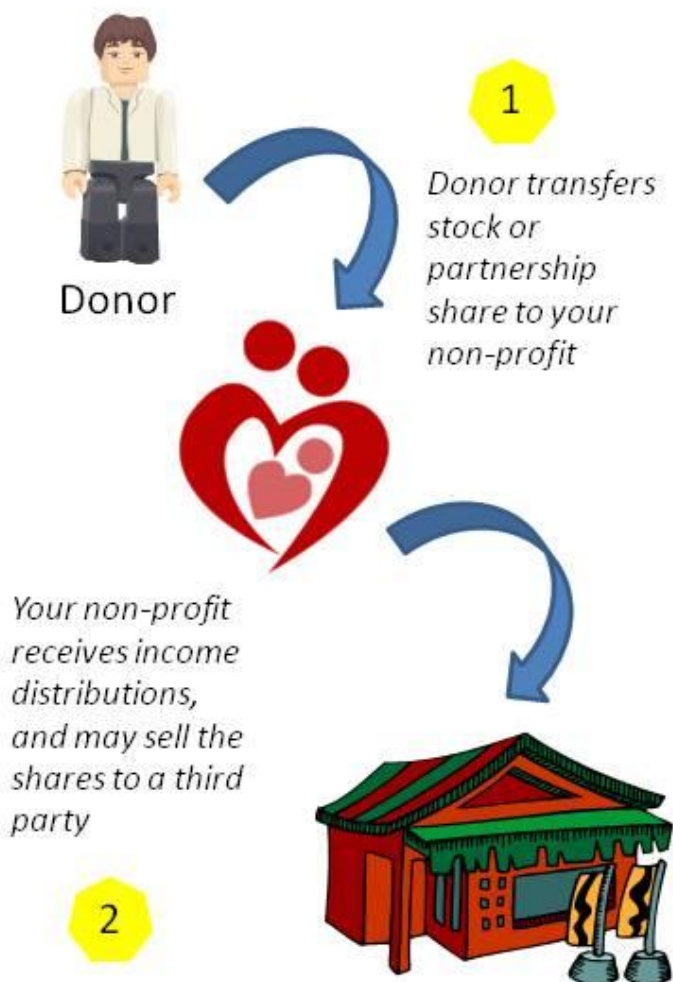 1
Donor transfers
stock or
partnership
share to your
non-profit
Donor
Your non-profit
receives income
distributions,
and may sell the
shares to a third
party
2